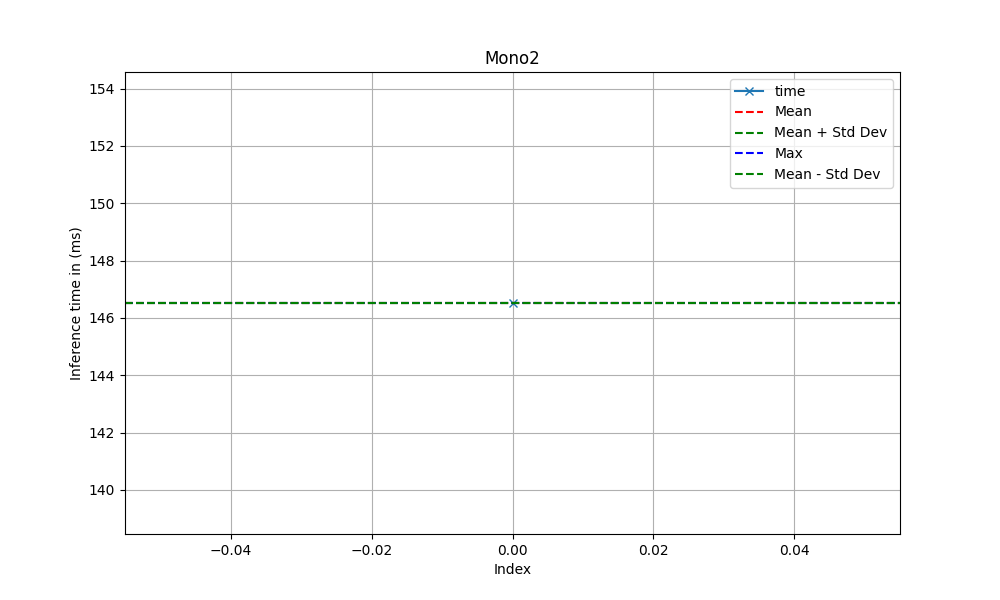 Mono2
time
Mean
Mean + Std Dev
Max
Mean - Std Dev
154
152
150
148
146
144
142
140
Inference time in (ms)
−0.04
−0.02
0.00
0.02
0.04
Index